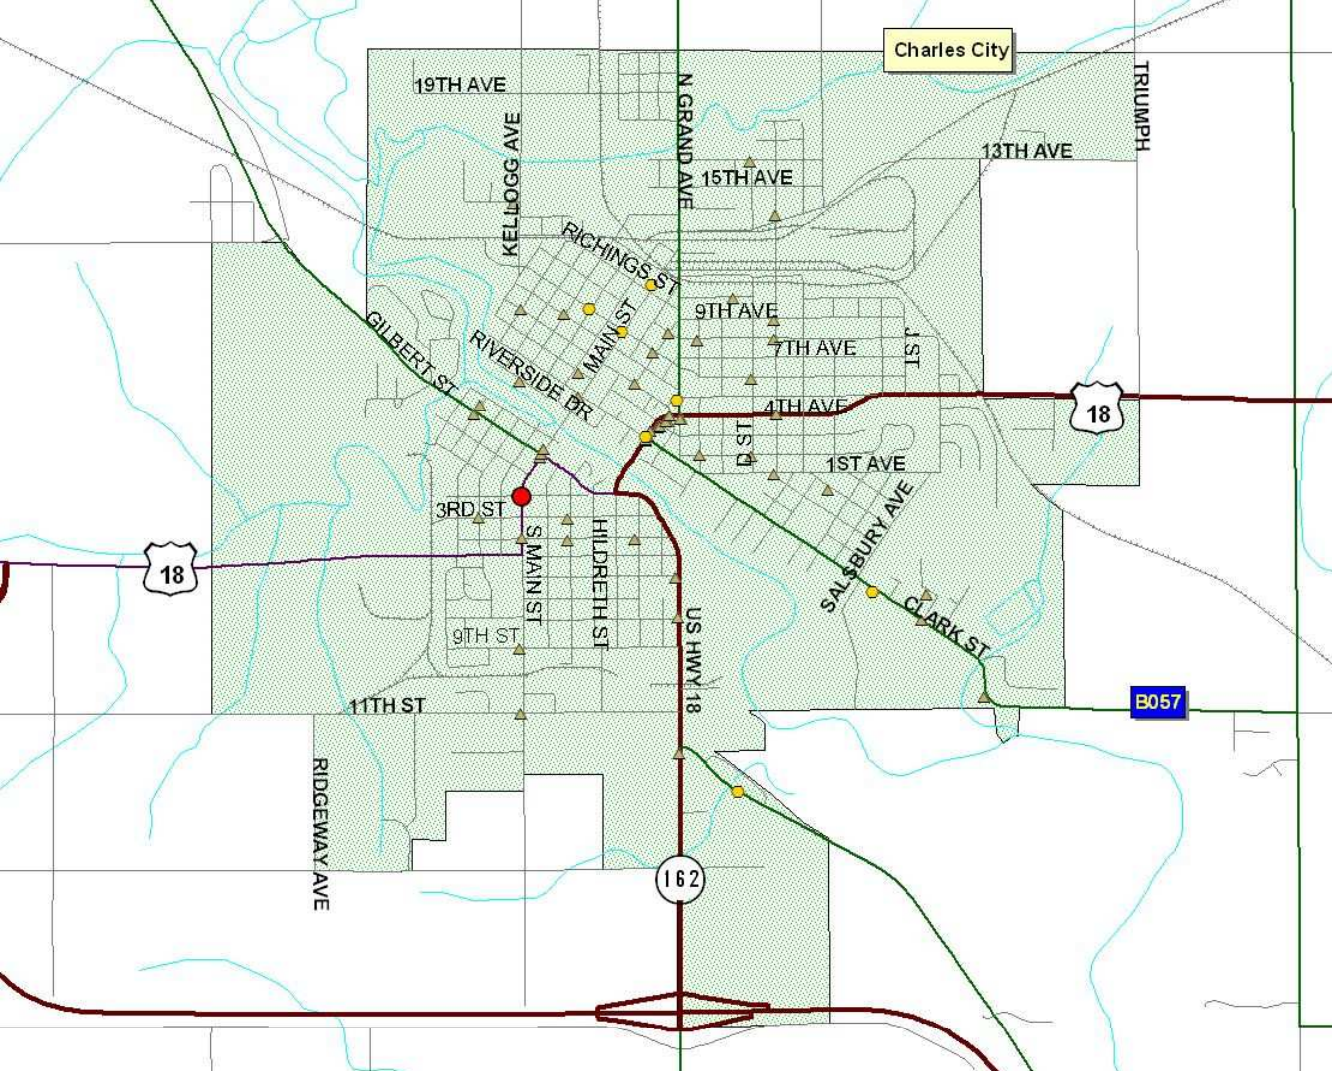 Charles City
19TH AVE
N GRAND AVE
TRIUMPH
KELLOGG AVE
13TH AVE
15TH AVE
RICHINGS ST
9TH AVE
MAIN ST
GILBERT ST
RIVERSIDE DR
7TH AVE
J ST
18
4TH AVE
D ST
1ST AVE
3RD ST
SALSBURY AVE
18
S MAIN ST
HILDRETH ST
CLARK ST
9TH ST
US HWY 18
B057
11TH ST
RIDGEWAY AVE
162